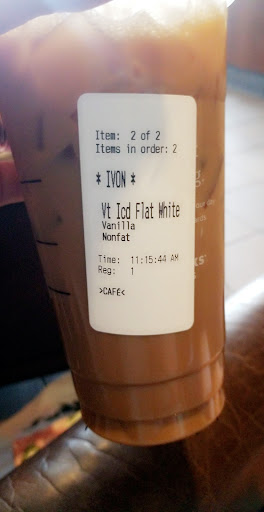 Item: 2 of 2
Items in order: 2
* IVON *
Vt Icd Flat White
Vanilla
Nonfat
Time: 11:15:44 AM
Reg: 1
>CAFÉ<